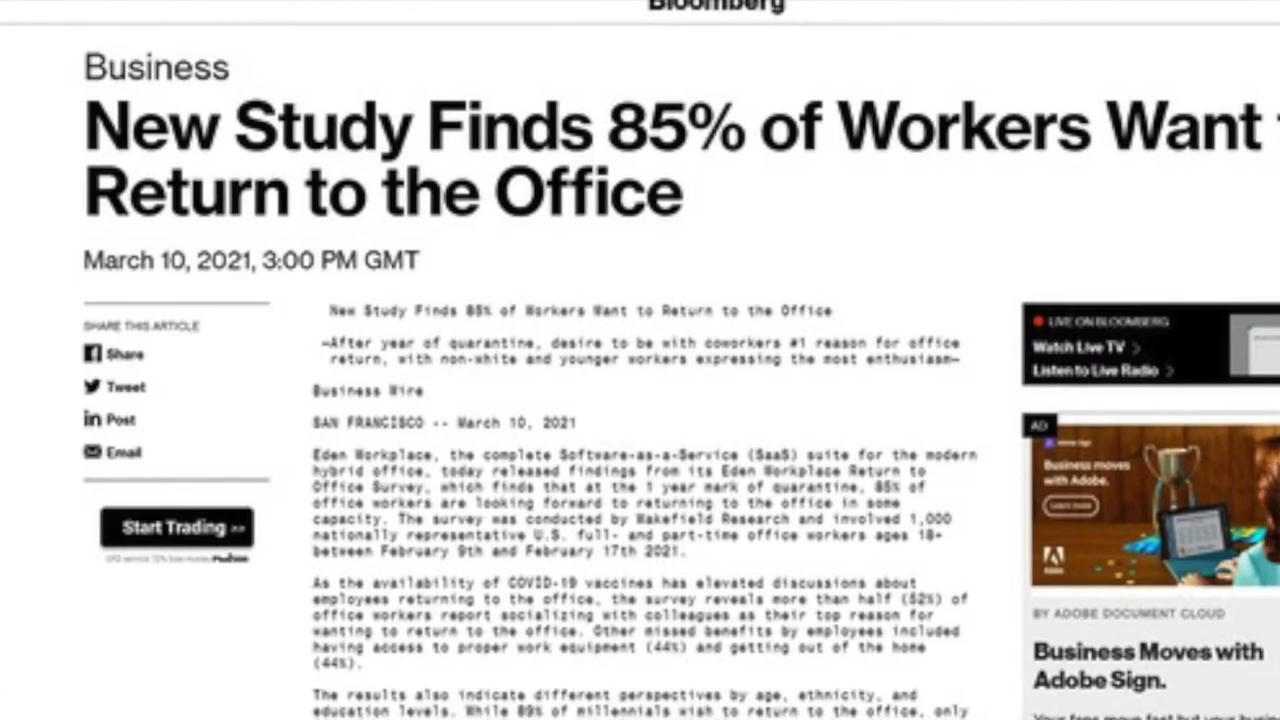 Bloomberg
Business
New Study Finds 85% of Workers Want
Return to the Office
March 10, 2021, 3:00 PM GMT
SHARE THIS ARTICLE
Share
Tweet
in Post
Email
Start Trading >>
New Study Finds 85% of Workers Want to Return to the Office
—After year of quarantine, desire to be with coworkers #1 reason for office
return, with non-white and younger workers expressing the most enthusiasm—
Business Wire
SAN FRANCISCO -- March 10, 2021
Eden Workplace, the complete Software-as-a-Service (SaaS) suite for the modern
hybrid office, today released findings from its Eden Workplace Return to
Office Survey, which finds that at the 1 year mark of quarantine, 85% of
office workers are looking forward to returning to the office in some
capacity. The survey was conducted by Wakefield Research and involved 1,000
nationally representative U.S. full- and part-time office workers ages 18+
between February 9th and February 17th 2021.
As the availability of COVID-19 vaccines has elevated discussions about
employees returning to the office, the survey reveals more than half (52%) of
office workers report socializing with colleagues as their top reason for
wanting to return to the office. Other missed benefits by employees included
having access to proper work equipment (44%) and getting out of the home
(44%).
The results also indicate different perspectives by age, ethnicity, and
education levels. While 89% of millennials wish to return to the office, only
LIVE ON BLOOMBERG
Watch Live TV >
Listen to Live Radio >
AD
Business moves
with Adobe.
Learn more
Adobe
BY ADOBE DOCUMENT CLOUD
Business Moves with
Adobe Sign.